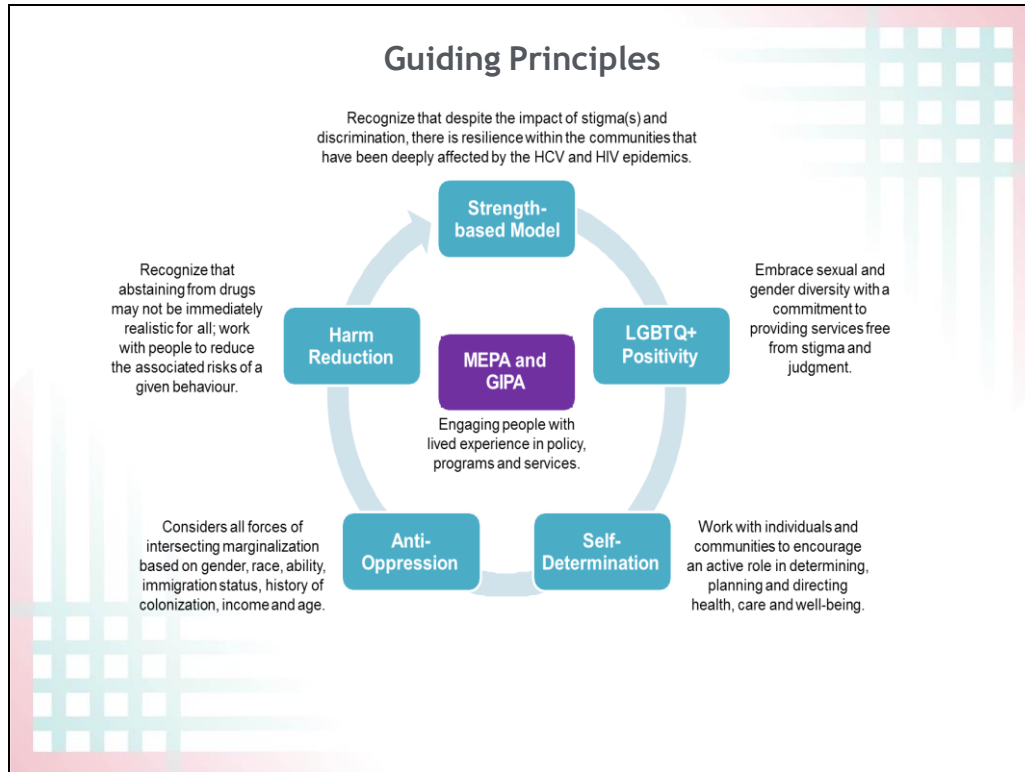 Guiding Principles
Recognize that despite the impact of stigma(s) and
discrimination, there is resilience within the communities that
have been deeply affected by the HCV and HIV epidemics.
Strength-
based Model
Embrace sexual and
gender diversity with a
commitment to
providing services free
from stigma and
judgment.
LGBTQ+
Positivity
Work with individuals and
communities to encourage
an active role in determining,
planning and directing
health, care and well-being.
Self-
Determination
Anti-
Oppression
Considers all forces of
intersecting marginalization
based on gender, race, ability,
immigration status, history of
colonization, income and age.
Harm
Reduction
Recognize that
abstaining from drugs
may not be immediately
realistic for all; work
with people to reduce
the associated risks of a
given behaviour.
MEPA and
GIPA
Engaging people with
lived experience in policy,
programs and services.